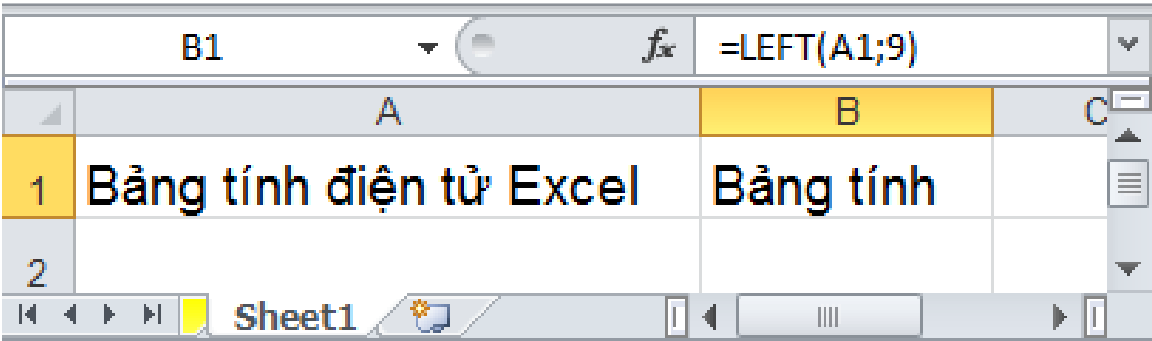 B1 fx =LEFT(A1;9)
A B C
1 Bảng tính điện tử Excel Bảng tính
2
Sheet1